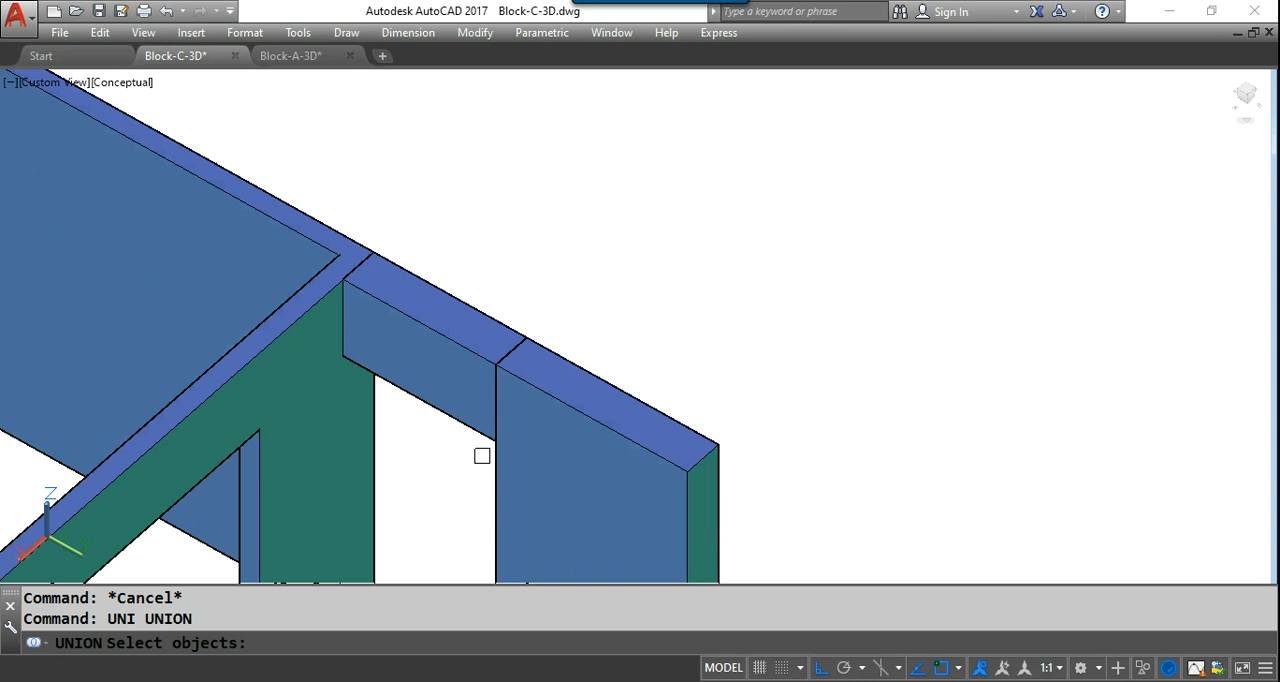 Autodesk AutoCAD 2017 Block-C-3D.dwg
Type a keyword or phrase
Sign In
File Edit View Insert Format Tools Draw Dimension Modify Parametric Window Help Express
Start Block-C-3D* Block-A-3D*
[−][Custom View][Conceptual]
Z
Command: *Cancel*
Command: UNI UNION
UNION Select objects:
MODEL 1:1